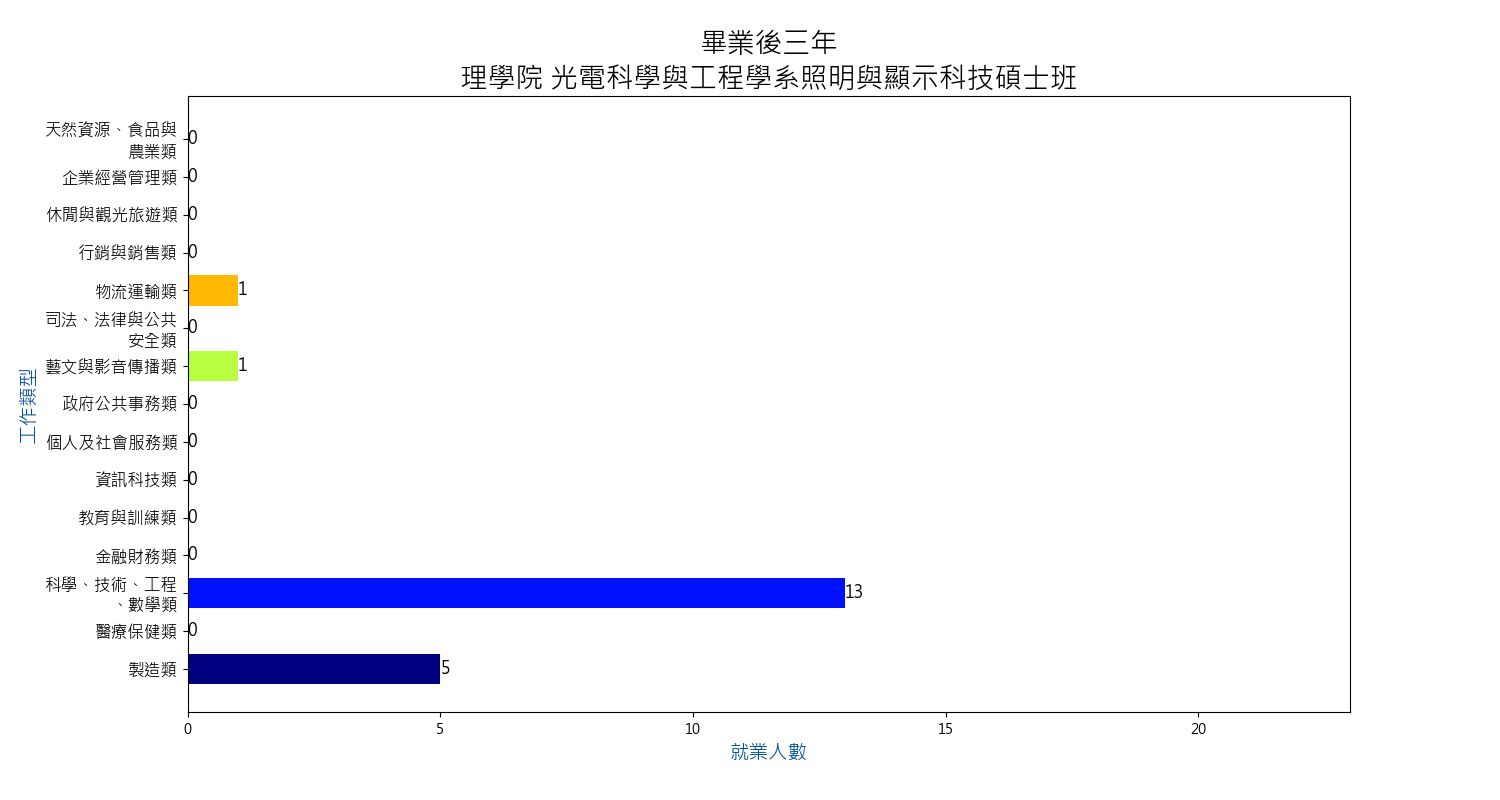 畢業後三年
理學院 光電科學與工程學系照明與顯示科技碩士班
天然資源、食品與
農業類
0
企業經營管理類
0
休閒與觀光旅遊類
0
行銷與銷售類
0
物流運輸類
1
司法、法律與公共
安全類
0
藝文與影音傳播類
1
政府公共事務類
0
個人及社會服務類
0
資訊科技類
0
教育與訓練類
0
金融財務類
0
科學、技術、工程
、數學類
13
醫療保健類
0
製造類
5
工作類型
0 5 10 15 20
就業人數